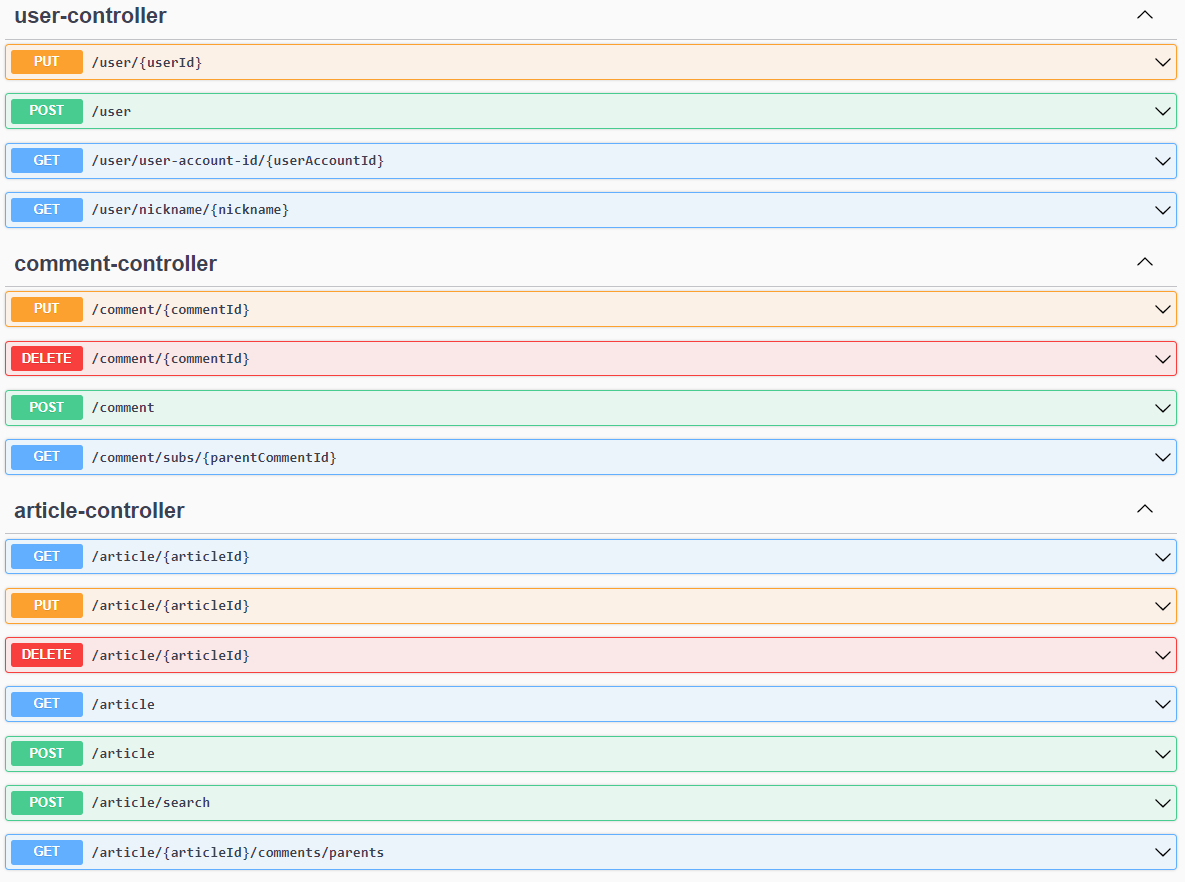 user-controller
PUT /user/{userId}
POST /user
GET /user/user-account-id/{userAccountId}
GET /user/nickname/{nickname}
comment-controller
PUT /comment/{commentId}
DELETE /comment/{commentId}
POST /comment
GET /comment/subs/{parentCommentId}
article-controller
GET /article/{articleId}
PUT /article/{articleId}
DELETE /article/{articleId}
GET /article
POST /article
POST /article/search
GET /article/{articleId}/comments/parents